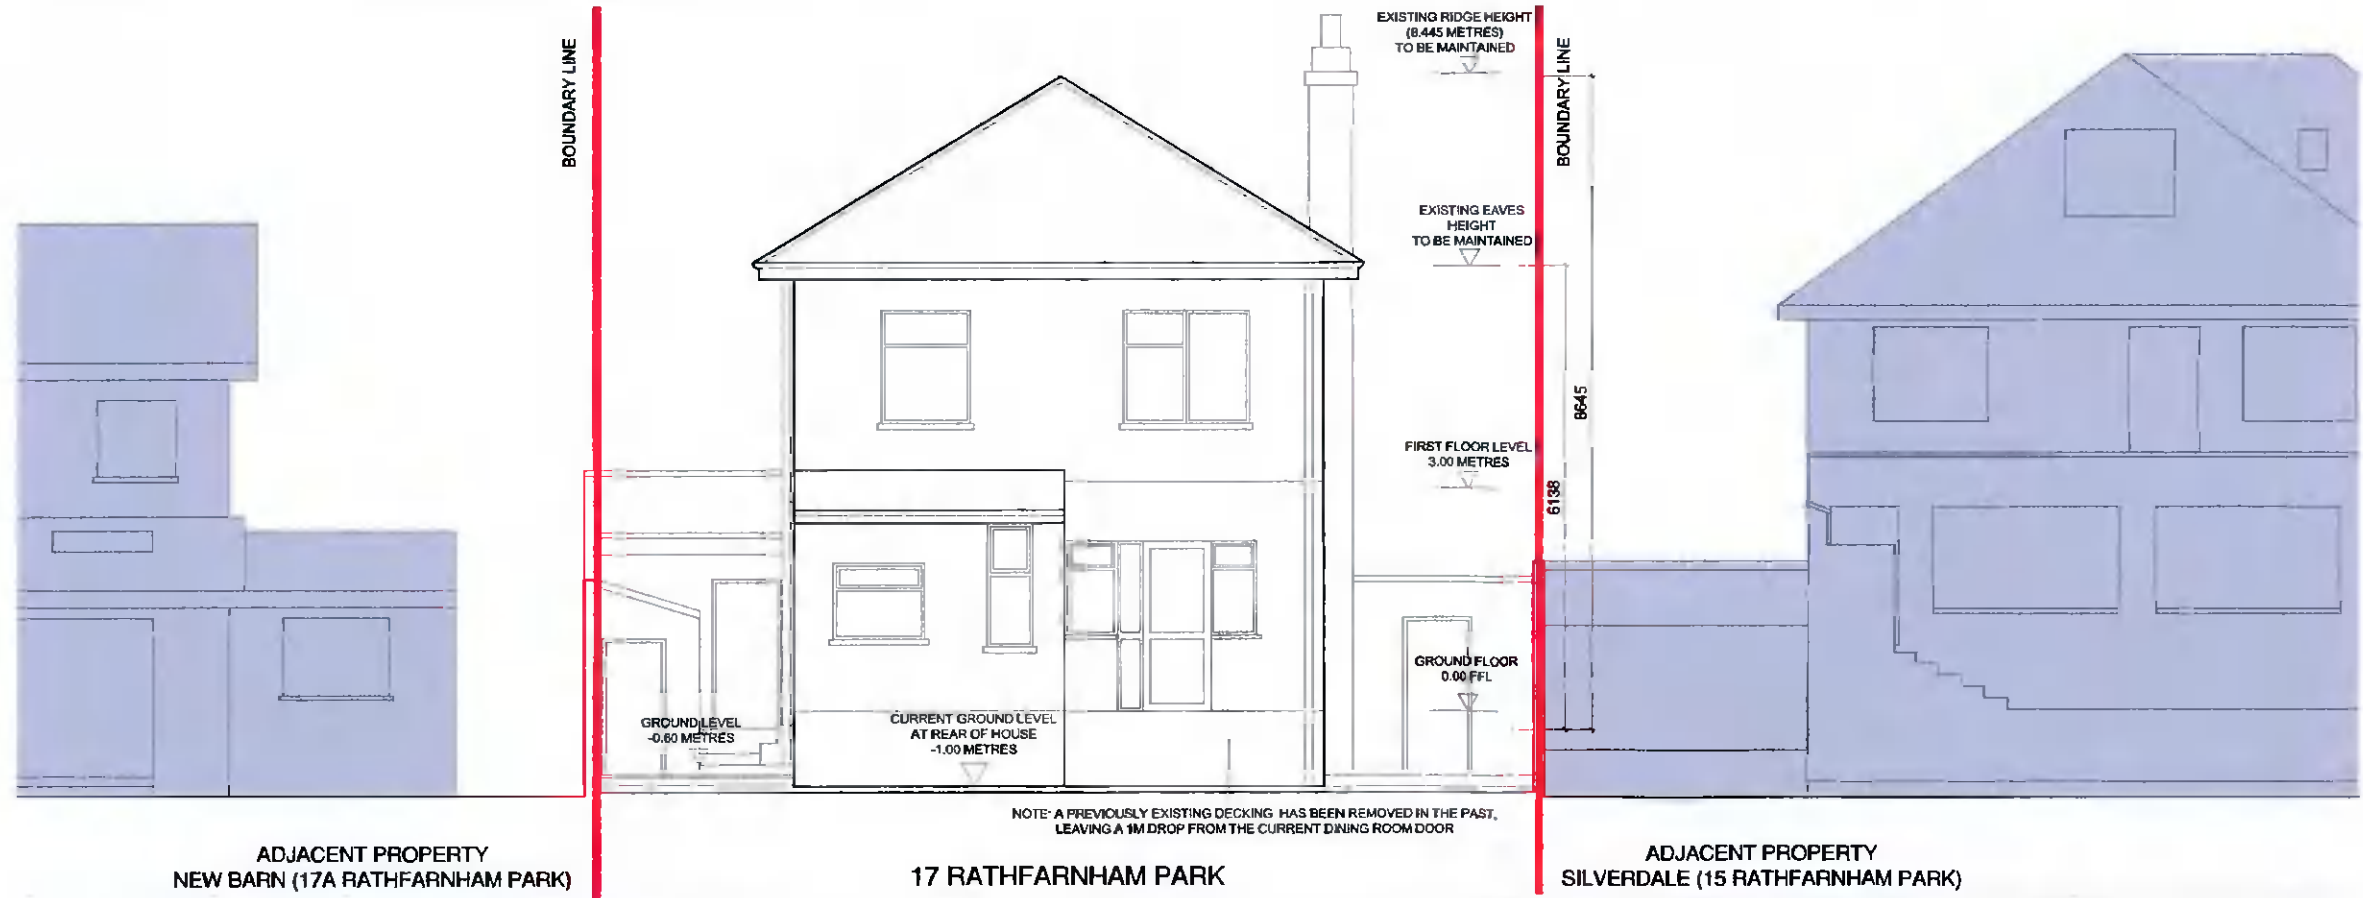 BOUNDARY LINE
EXISTING RIDGE HEIGHT
(8.445 METRES)
TO BE MAINTAINED
BOUNDARY LINE
EXISTING EAVES
HEIGHT
TO BE MAINTAINED
8645
FIRST FLOOR LEVEL
3.00 METRES
6138
GROUND FLOOR
0.00 FFL
GROUND LEVEL
-0.60 METRES
CURRENT GROUND LEVEL
AT REAR OF HOUSE
-1.00 METRES
NOTE: A PREVIOUSLY EXISTING DECKING HAS BEEN REMOVED IN THE PAST,
LEAVING A 1M DROP FROM THE CURRENT DINING ROOM DOOR
ADJACENT PROPERTY
NEW BARN (17A RATHFARNHAM PARK)
17 RATHFARNHAM PARK
ADJACENT PROPERTY
SILVERDALE (15 RATHFARNHAM PARK)